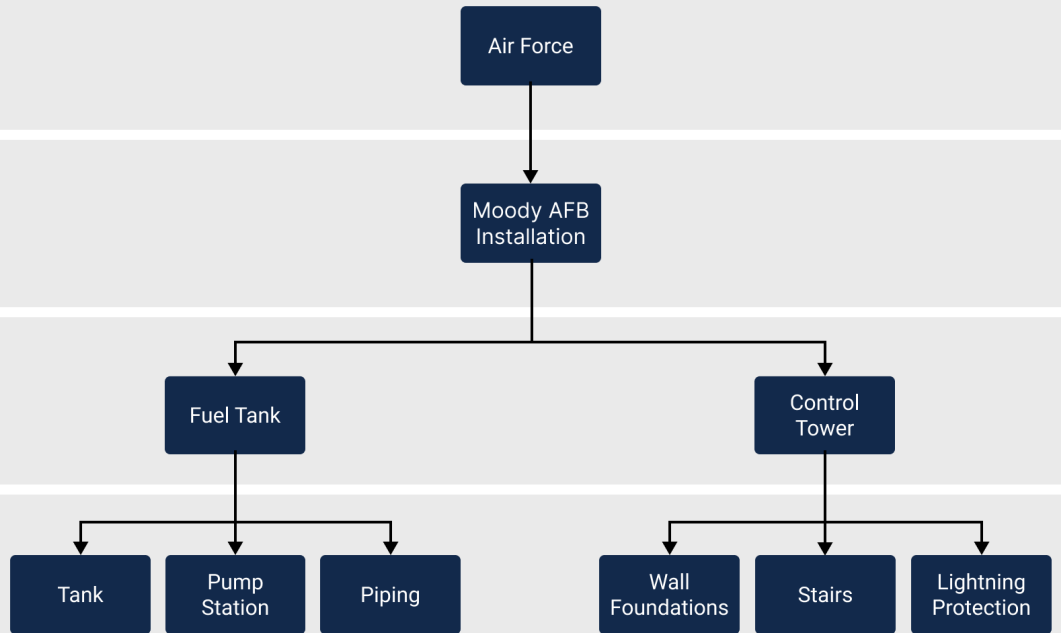 Air Force
Moody AFB
Installation
Fuel Tank
Control
Tower
Tank
Pump
Station
Piping
Wall
Foundations
Stairs
Lightning
Protection